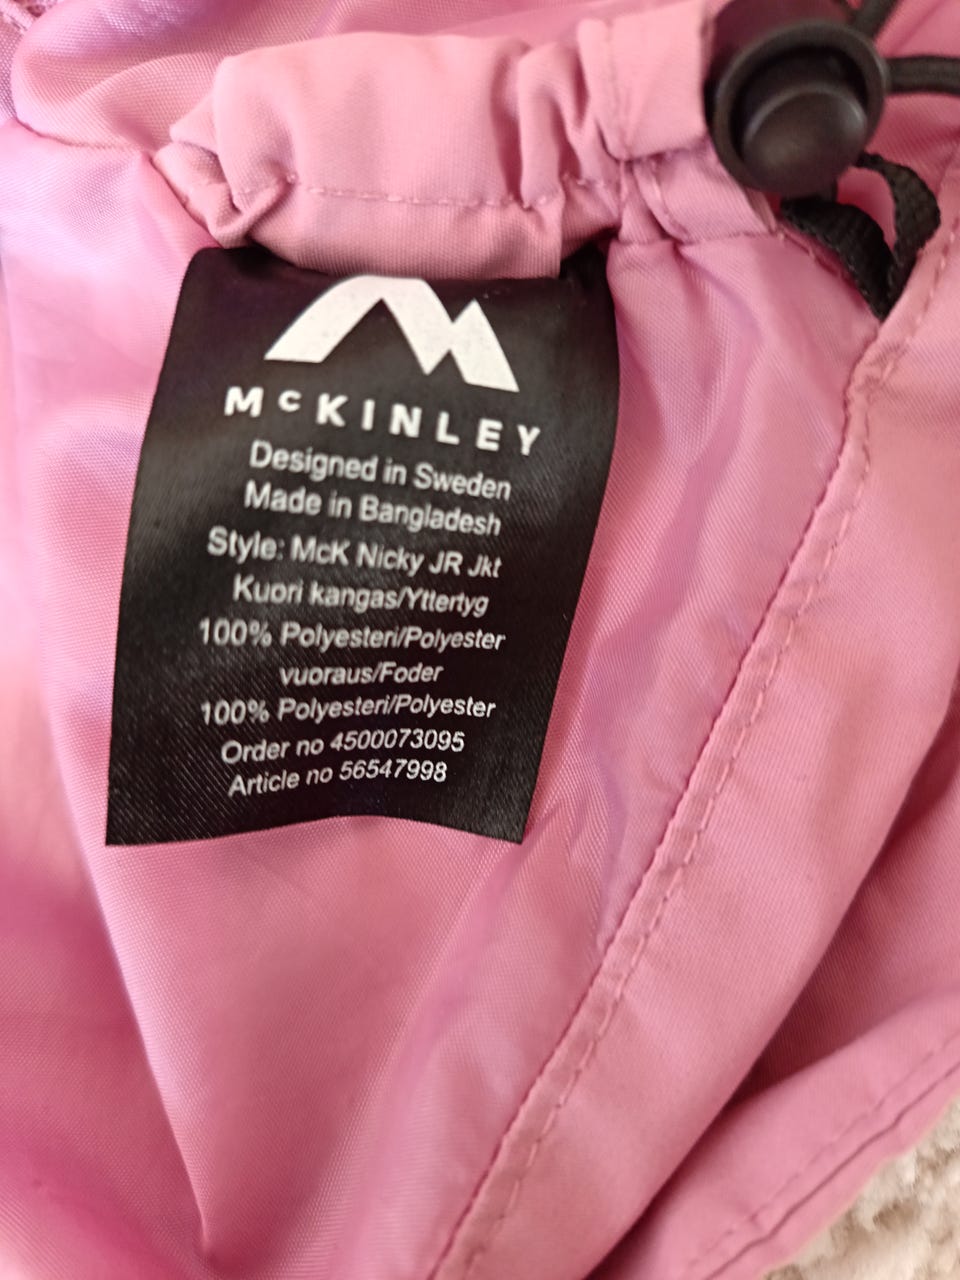 McKINLEY
Designed in Sweden
Made in Bangladesh
Style: McK Nicky JR Jkt
Kuori kangas/Yttertyg
100% Polyesteri/Polyester
vuoraus/Foder
100% Polyesteri/Polyester
Order no 4500073095
Article no 56547998